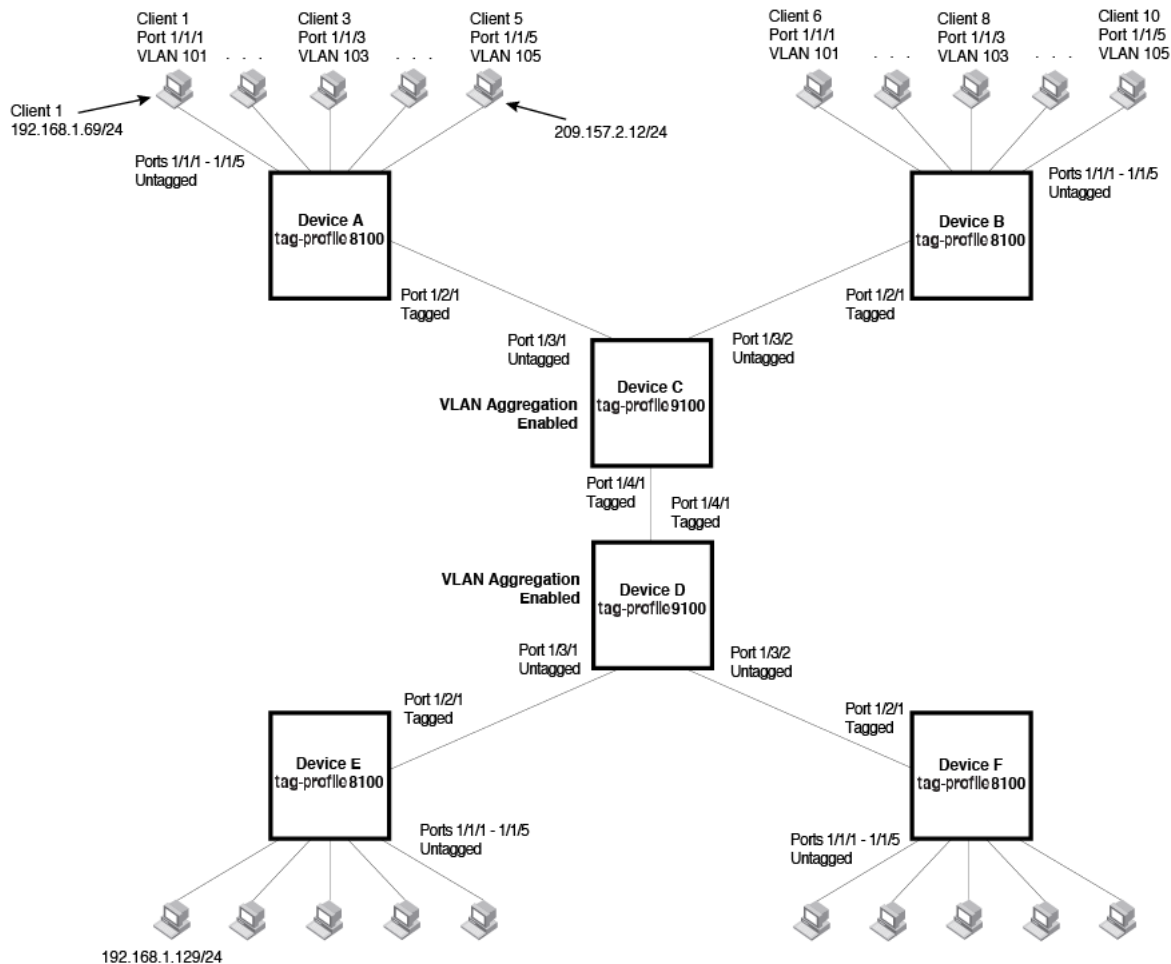 Client 1
Port 1/1/1
VLAN 101
. . .
Client 3
Port 1/1/3
VLAN 103
. . .
Client 5
Port 1/1/5
VLAN 105
Client 6
Port 1/1/1
VLAN 101
. . .
Client 8
Port 1/1/3
VLAN 103
. . .
Client 10
Port 1/1/5
VLAN 105
Client 1
192.168.1.69/24
209.157.2.12/24
Ports 1/1/1 - 1/1/5
Untagged
Ports 1/1/1 - 1/1/5
Untagged
Device A
tag-profile 8100
Device B
tag-profile 8100
Port 1/2/1
Tagged
Port 1/2/1
Tagged
Port 1/3/1
Untagged
Port 1/3/2
Untagged
Device C
tag-profile 9100
VLAN Aggregation
Enabled
Port 1/4/1
Tagged
Port 1/4/1
Tagged
VLAN Aggregation
Enabled
Device D
tag-profile 9100
Port 1/3/1
Untagged
Port 1/3/2
Untagged
Port 1/2/1
Tagged
Port 1/2/1
Tagged
Device E
tag-profile 8100
Device F
tag-profile 8100
Ports 1/1/1 - 1/1/5
Untagged
Ports 1/1/1 - 1/1/5
Untagged
192.168.1.129/24